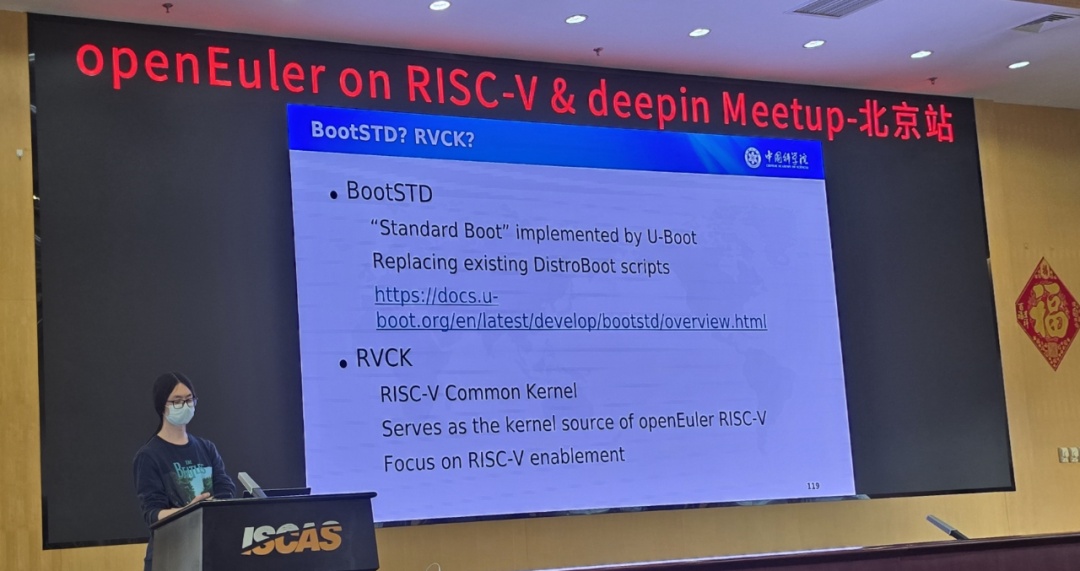 openEuler on RISC-V & deepin Meetup-北京站
BootSTD? RVCK?
中国科学院
• BootSTD
“Standard Boot” implemented by U-Boot
Replacing existing DistroBoot scripts
https://docs.u-
boot.org/en/latest/develop/bootstd/overview.html
• RVCK
RISC-V Common Kernel
Serves as the kernel source of openEuler RISC-V
Focus on RISC-V enablement
119
福
ISCAS